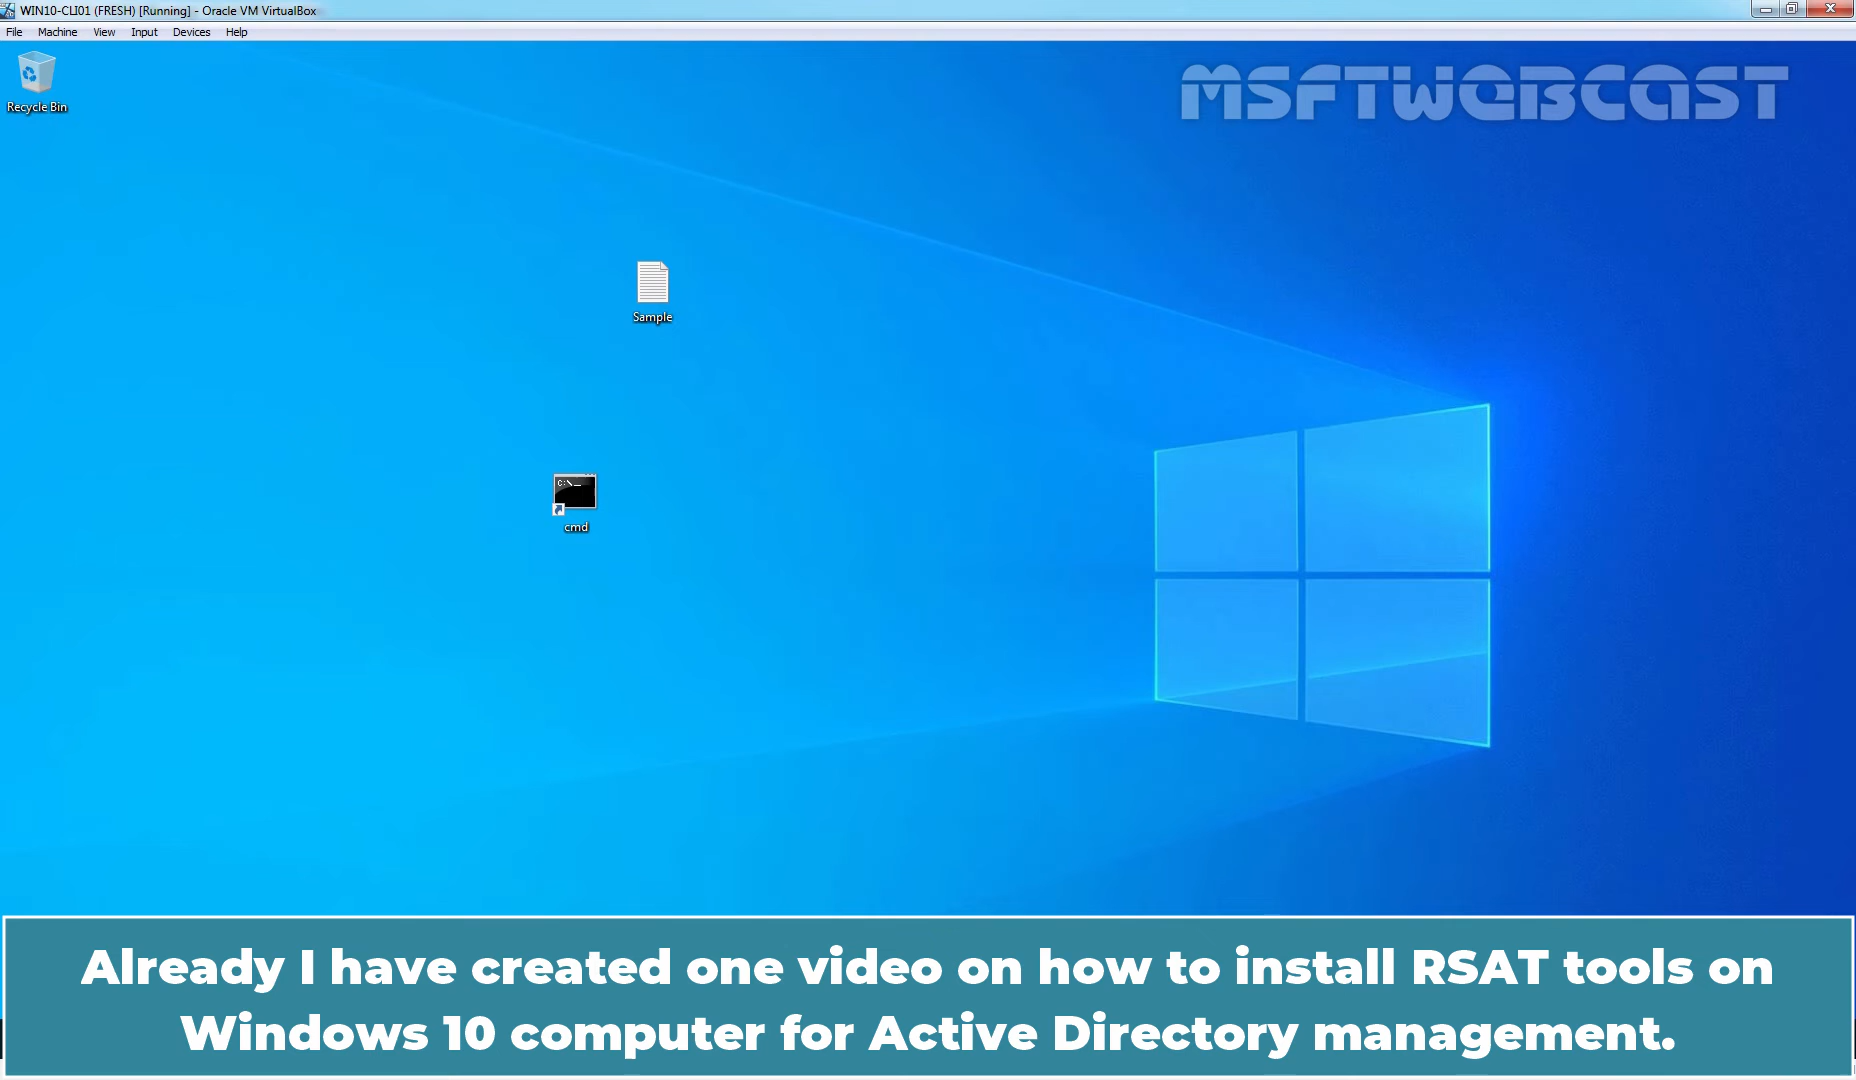 WIN10-CLI01 (FRESH) [Running] - Oracle VM VirtualBox
File Machine View Input Devices Help
MSFTWEBCAST
Recycle Bin
Sample
C:\_
cmd
Already I have created one video on how to install RSAT tools on
Windows 10 computer for Active Directory management.